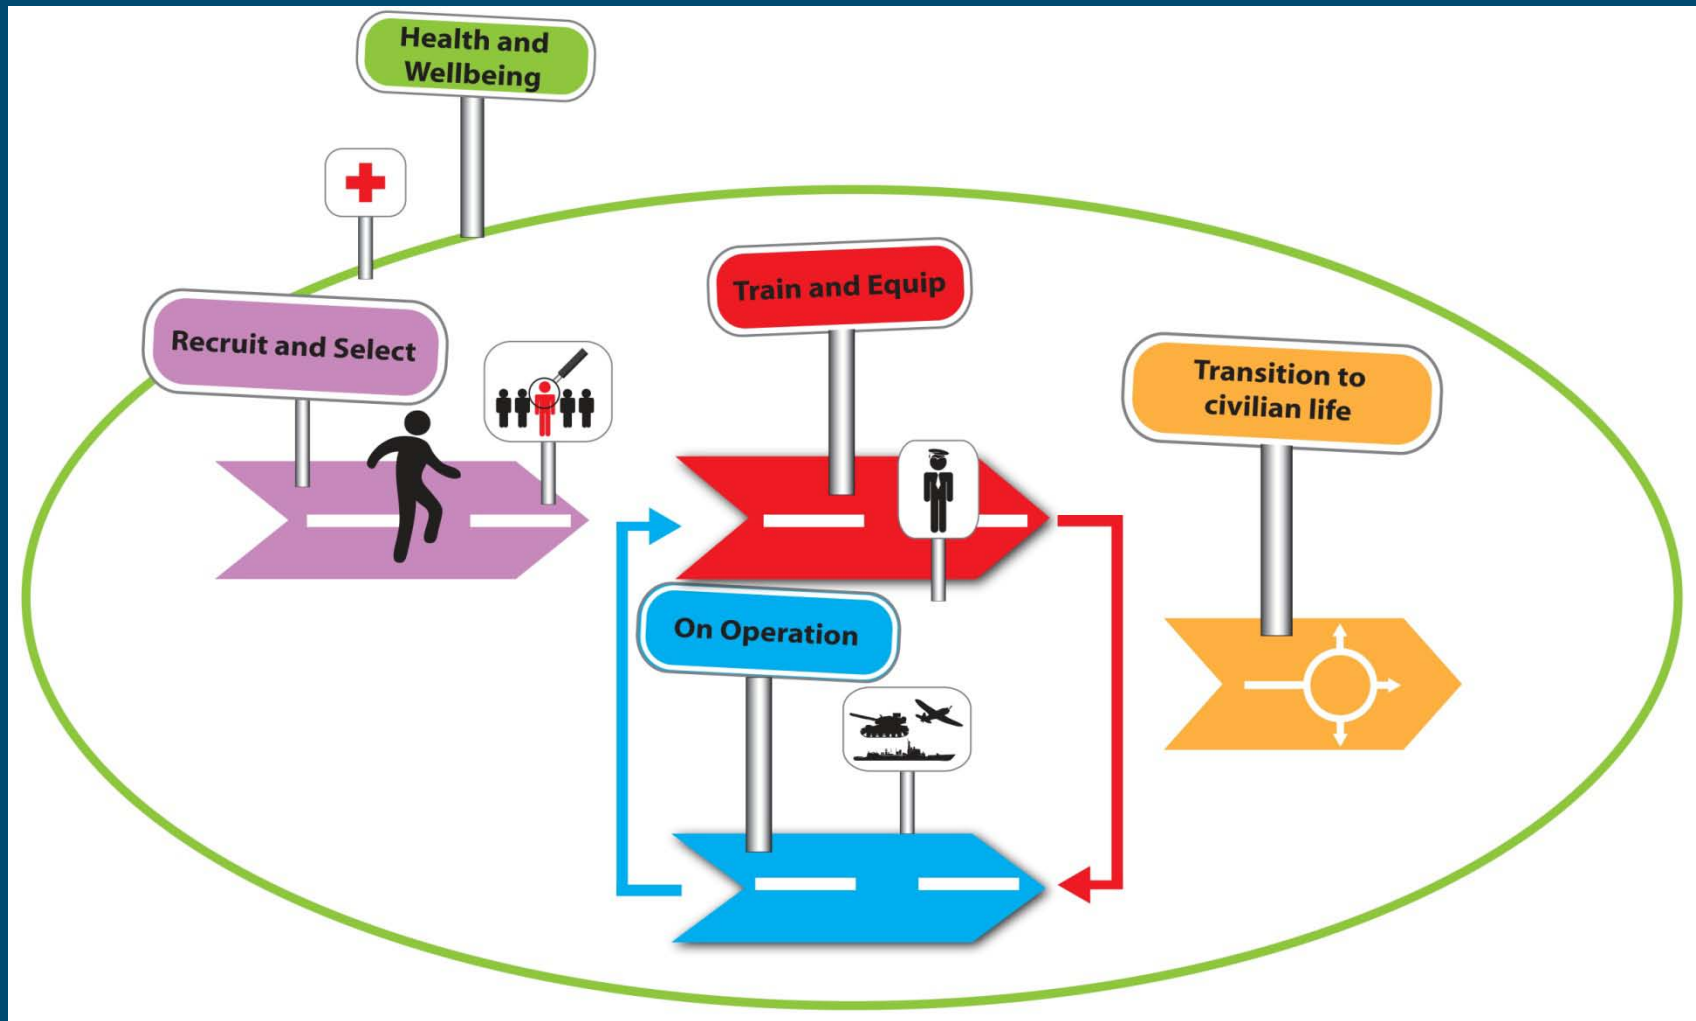 Health and
Wellbeing
Recruit and Select
Train and Equip
Transition to
civilian life
On Operation